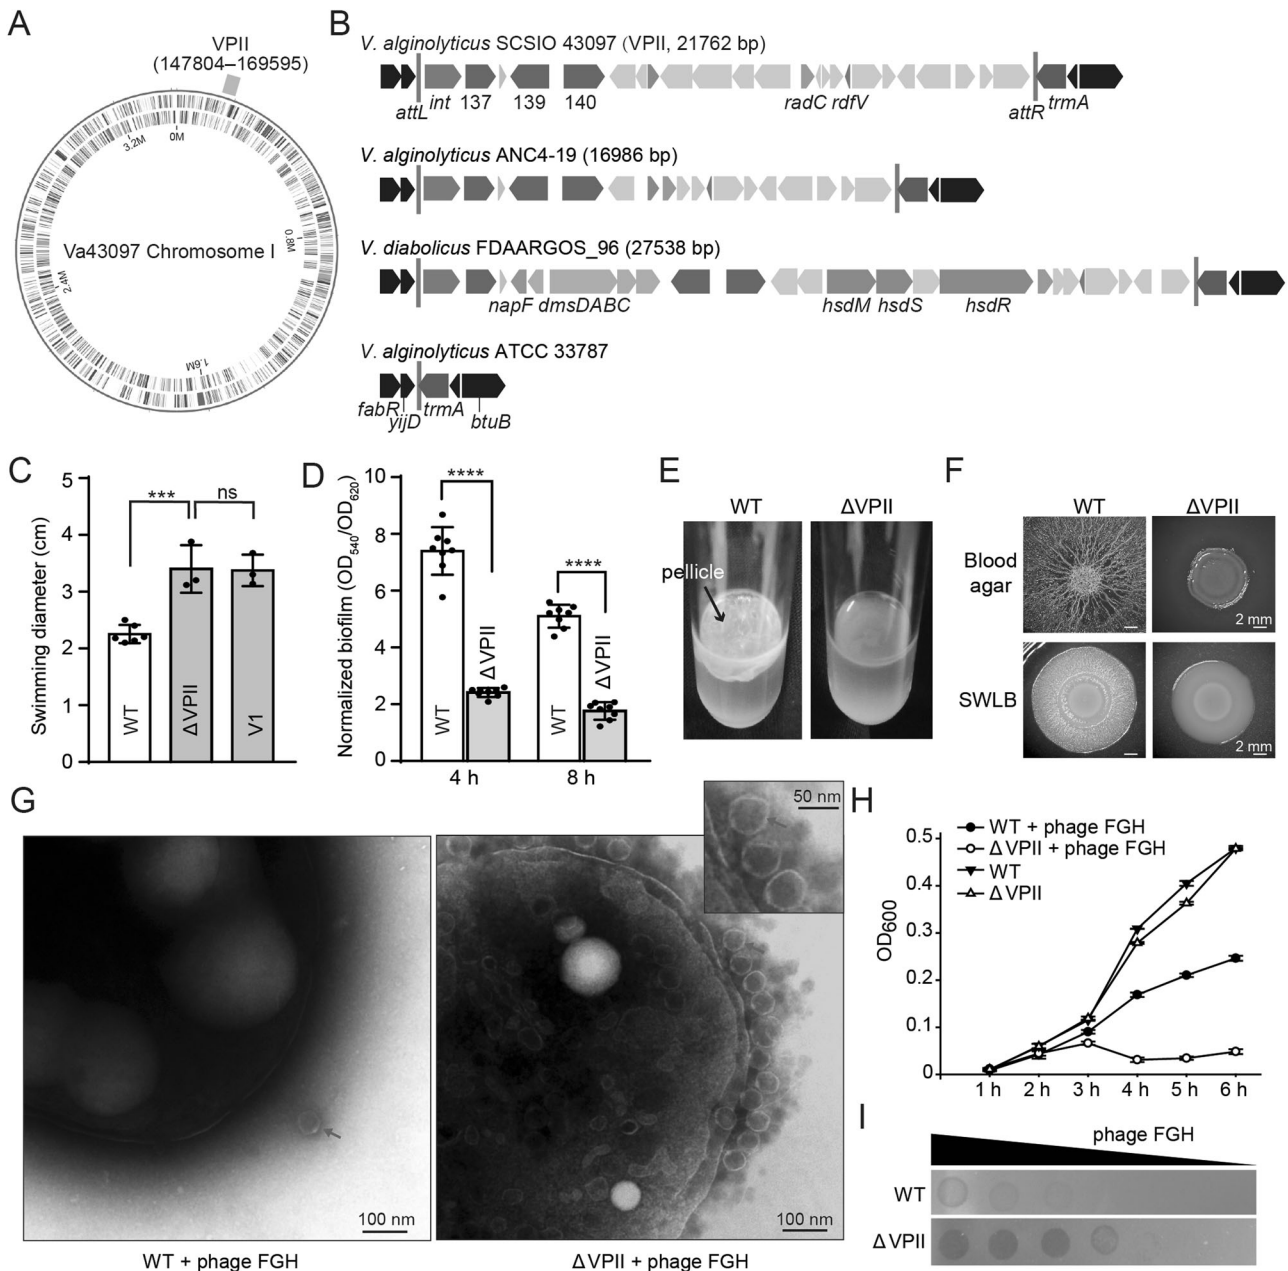 A
VPII
(147804–169595)
3.2M
0M
0.8M
Va43097 Chromosome I
2.4M
1.6M
B
V. alginolyticus SCSIO 43097 (VPII, 21762 bp)
attL
int
137
139
140
radC rdfV
attR
trmA
V. alginolyticus ANC4-19 (16986 bp)
V. diabolicus FDAARGOS_96 (27538 bp)
napF dmsDABC
hsdM hsdS
hsdR
V. alginolyticus ATCC 33787
fabR
yijD
trmA
btuB
C
Swimming diameter (cm)
5
4
3
2
1
0
***
ns
WT
ΔVPII
V1
D
Normalized biofilm (OD540/OD620)
10
8
6
4
2
0
****
****
WT
ΔVPII
WT
ΔVPII
4 h
8 h
E
WT
ΔVPII
pellicle
F
WT
ΔVPII
Blood
agar
2 mm
SWLB
2 mm
G
50 nm
100 nm
100 nm
WT + phage FGH
ΔVPII + phage FGH
H
WT + phage FGH
ΔVPII + phage FGH
WT
ΔVPII
OD600
0.5
0.4
0.3
0.2
0.1
0
1 h
2 h
3 h
4 h
5 h
6 h
I
phage FGH
WT
ΔVPII